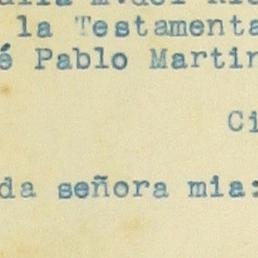 la Testamenta
é Pablo Martin
Ci
da señora mia: